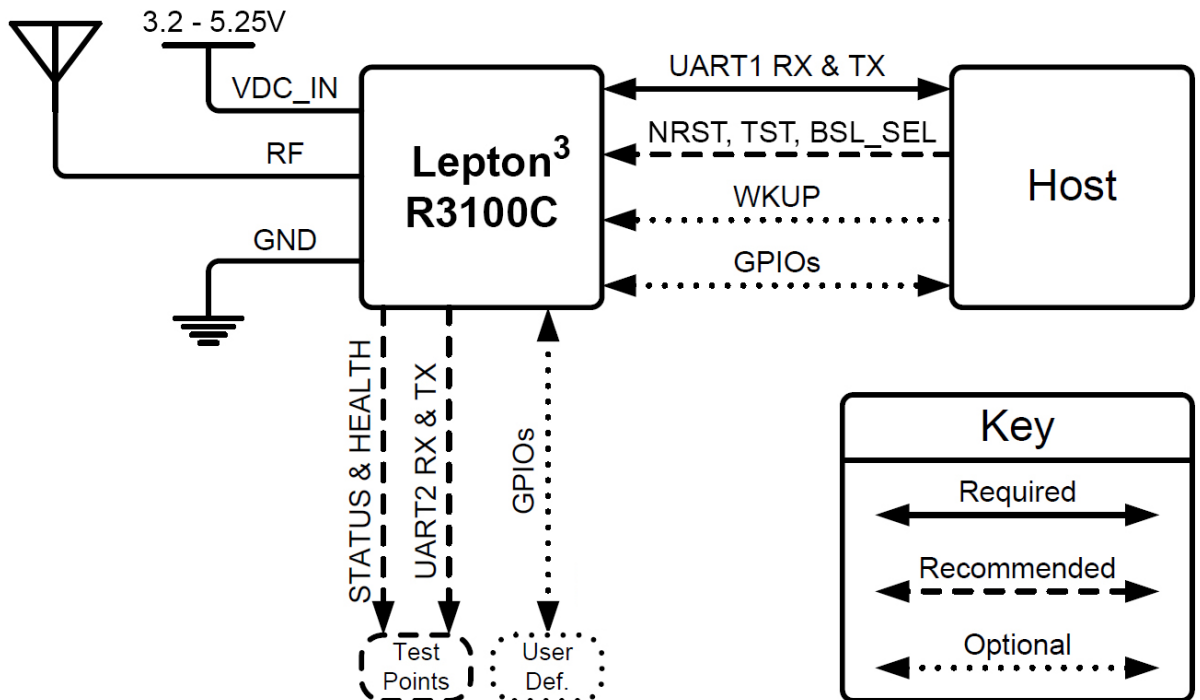 3.2 - 5.25V
VDC_IN
RF
GND
Lepton³
R3100C
UART1 RX & TX
NRST, TST, BSL_SEL
WKUP
GPIOs
Host
STATUS & HEALTH
UART2 RX & TX
GPIOs
Test
Points
User
Def.
Key
Required
Recommended
Optional